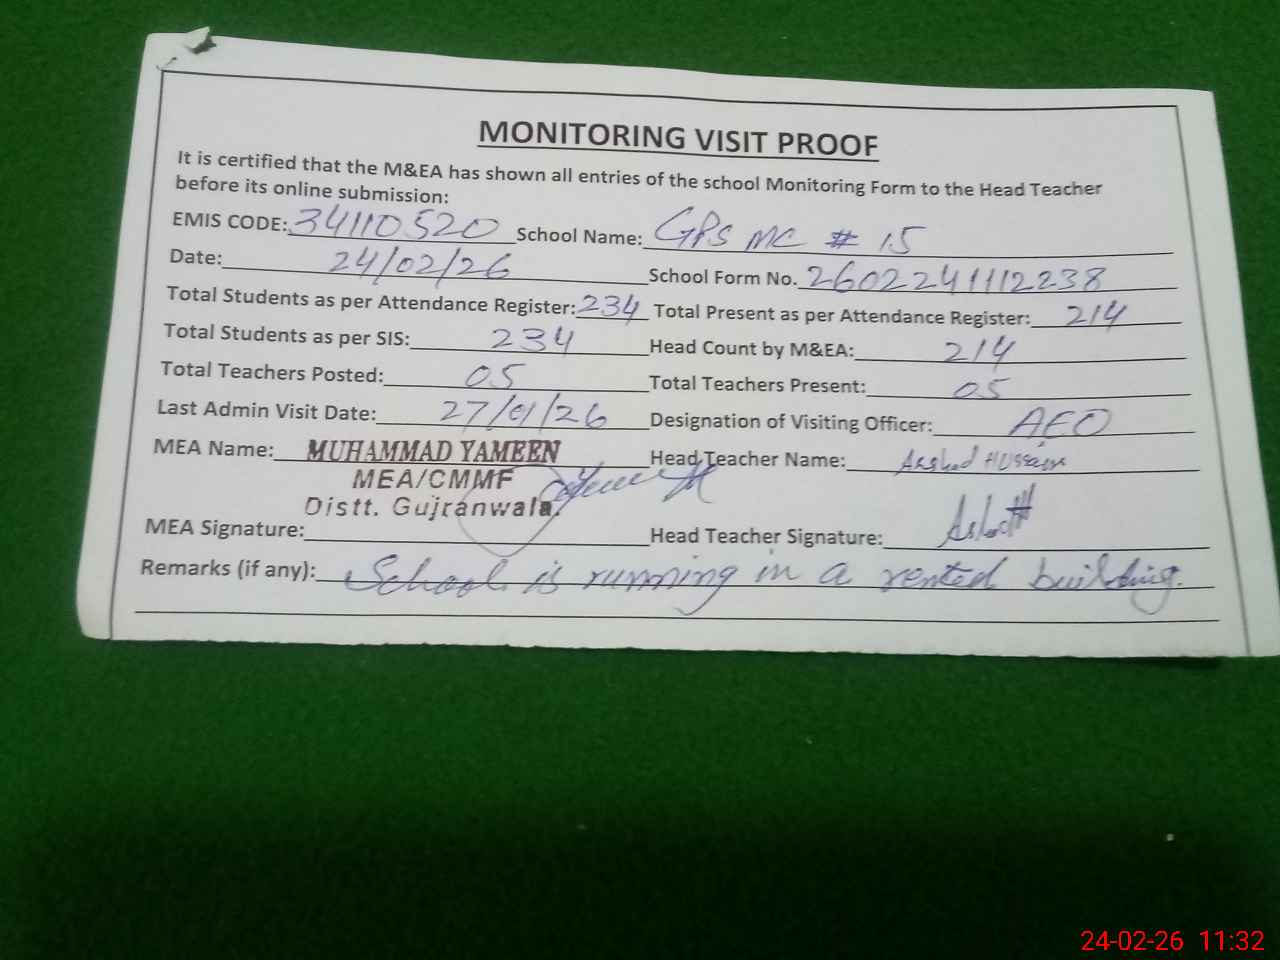 MONITORING VISIT PROOF
It is certified that the M&EA has shown all entries of the school Monitoring Form to the Head Teacher
before its online submission:
EMIS CODE: 34110520 School Name: GPS MC # 15
Date: 24/02/26 School Form No. 2602241112238
Total Students as per Attendance Register: 234 Total Present as per Attendance Register: 214
Total Students as per SIS: 234 Head Count by M&EA: 214
Total Teachers Posted: 05 Total Teachers Present: 05
Last Admin Visit Date: 27/01/26 Designation of Visiting Officer: AEO
MEA Name: MUHAMMAD YAMEEN Head Teacher Name: Arshad Hussain
MEA/CMMF
Distt. Gujranwala.
MEA Signature: Head Teacher Signature:
Remarks (if any): School is running in a rented building.
24-02-26 11:32